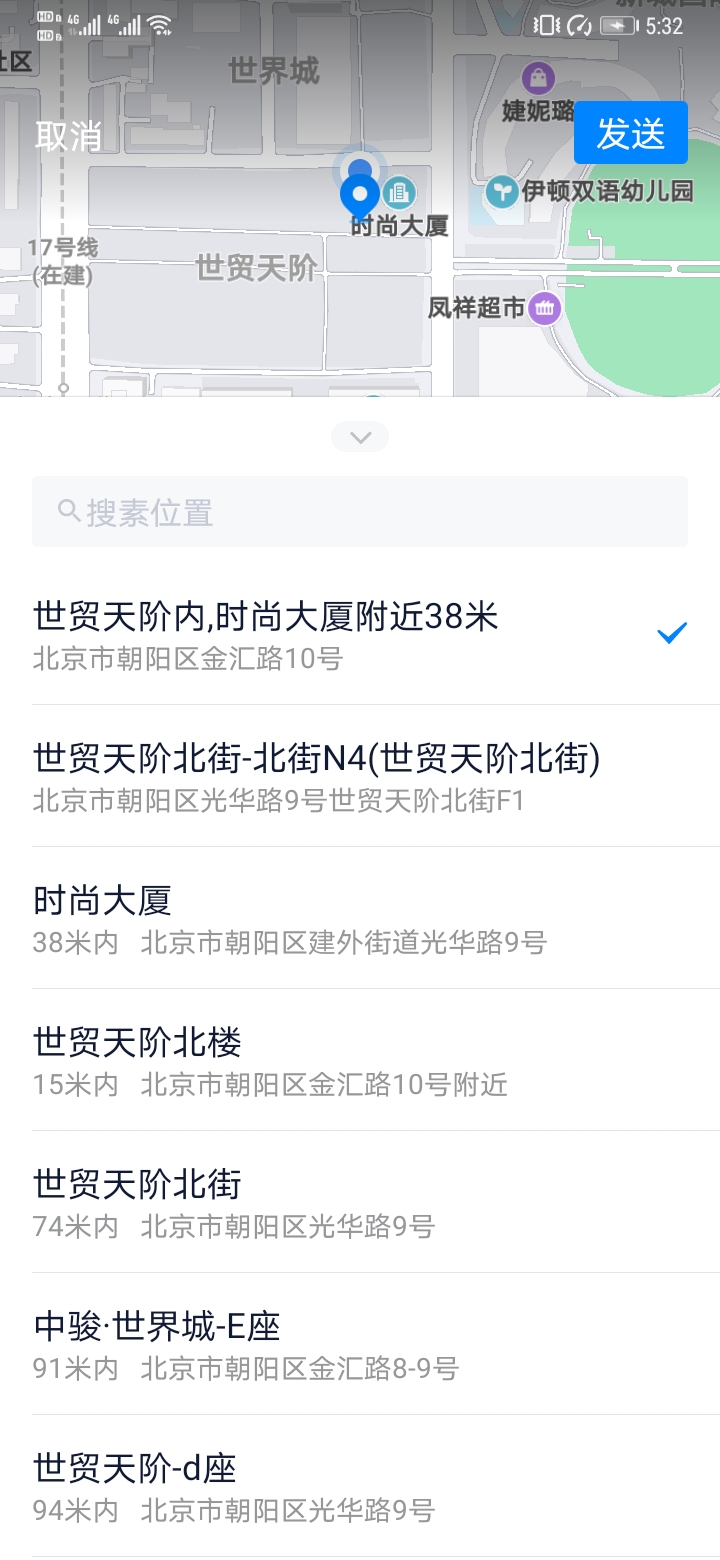 HD 1 4G 4G 5:32
HD 2
社区
世界城
婕妮璐
取消
发送
伊顿双语幼儿园
时尚大厦
17号线
(在建)
世贸天阶
凤祥超市
搜素位置
世贸天阶内,时尚大厦附近38米
北京市朝阳区金汇路10号
世贸天阶北街-北街N4(世贸天阶北街)
北京市朝阳区光华路9号世贸天阶北街F1
时尚大厦
38米内 北京市朝阳区建外街道光华路9号
世贸天阶北楼
15米内 北京市朝阳区金汇路10号附近
世贸天阶北街
74米内 北京市朝阳区光华路9号
中骏·世界城-E座
91米内 北京市朝阳区金汇路8-9号
世贸天阶-d座
94米内 北京市朝阳区光华路9号